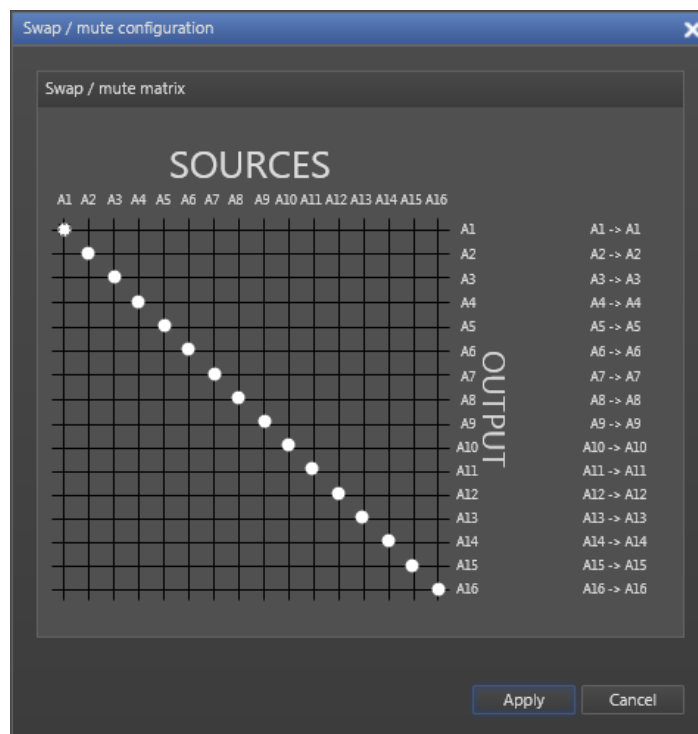 Swap / mute configuration
Swap / mute matrix
SOURCES
A1 A2 A3 A4 A5 A6 A7 A8 A9 A10 A11 A12 A13 A14 A15 A16
A1 A1 -> A1
A2 A2 -> A2
A3 A3 -> A3
A4 A4 -> A4
A5 A5 -> A5
A6 A6 -> A6
A7 A7 -> A7
A8 A8 -> A8
A9 A9 -> A9
A10 A10 -> A10
A11 A11 -> A11
A12 A12 -> A12
A13 A13 -> A13
A14 A14 -> A14
A15 A15 -> A15
A16 A16 -> A16
OUTPUT
Apply Cancel